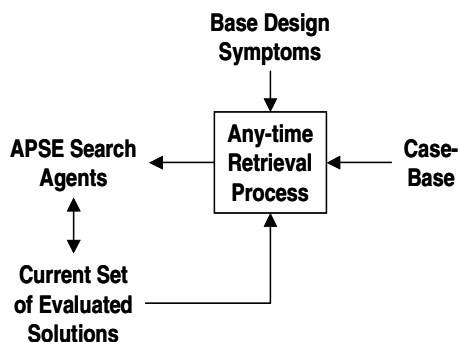 Base Design
Symptoms
Any-time
Retrieval
Process
APSE Search
Agents
Case-
Base
Current Set
of Evaluated
Solutions